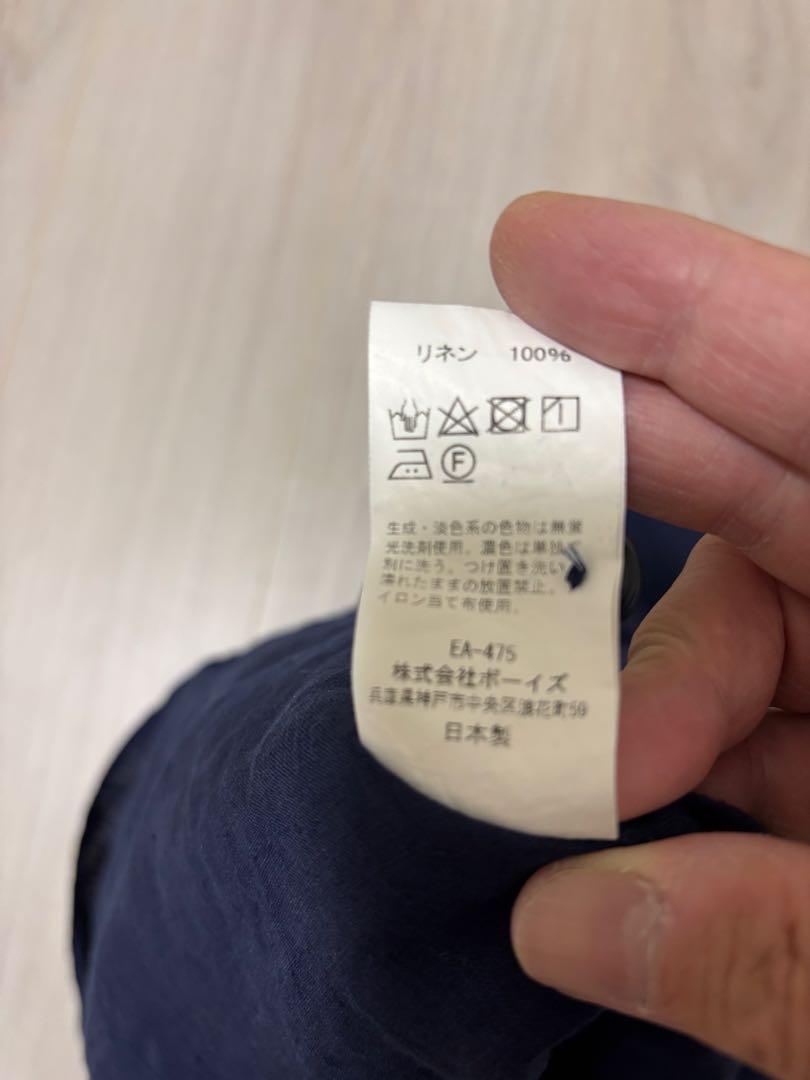 リネン 100%
F
生成・淡色系の色物は無蛍
光洗剤使用。濃色は単独で
別に洗う。つけ置き洗い
濡れたままの放置禁止。
イロン当て布使用。
EA-475
株式会社ボーイズ
兵庫県神戸市中央区浪花町59
日本製